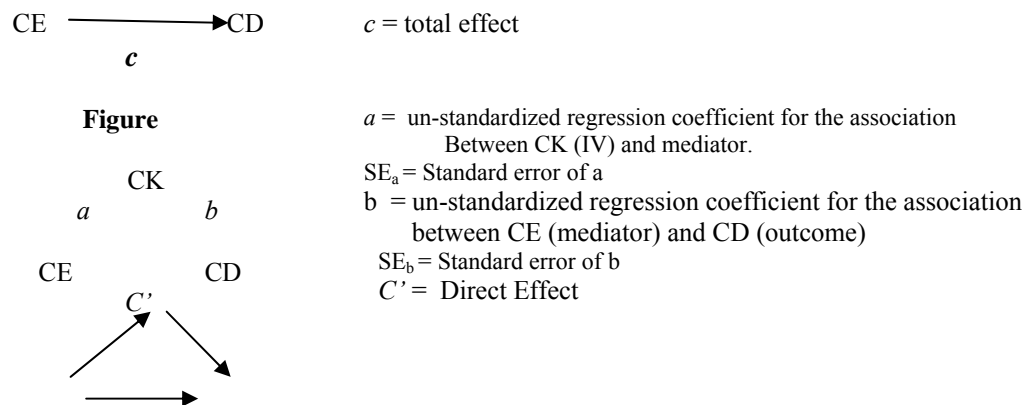 CE CD c = total effect
c
Figure a = un-standardized regression coefficient for the association
Between CK (IV) and mediator.
CK SEa = Standard error of a
a b b = un-standardized regression coefficient for the association
between CE (mediator) and CD (outcome)
SEb = Standard error of b
CE CD C’ = Direct Effect
C’